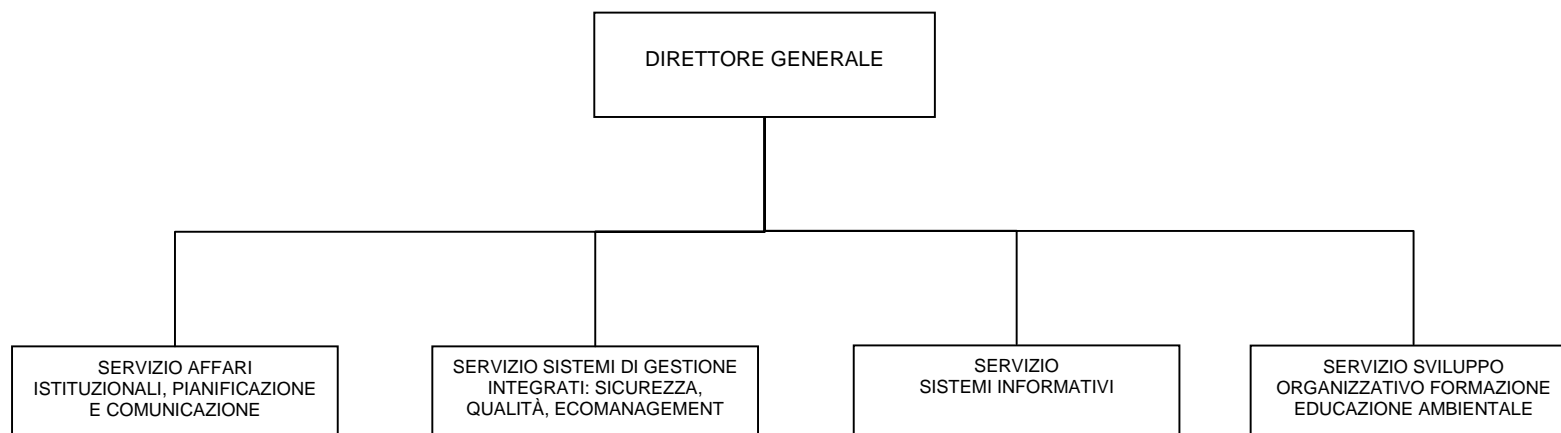 DIRETTORE GENERALE
SERVIZIO AFFARI
ISTITUZIONALI, PIANIFICAZIONE
E COMUNICAZIONE
SERVIZIO SISTEMI DI GESTIONE
INTEGRATI: SICUREZZA,
QUALITÀ, ECOMANAGEMENT
SERVIZIO
SISTEMI INFORMATIVI
SERVIZIO SVILUPPO
ORGANIZZATIVO FORMAZIONE
EDUCAZIONE AMBIENTALE